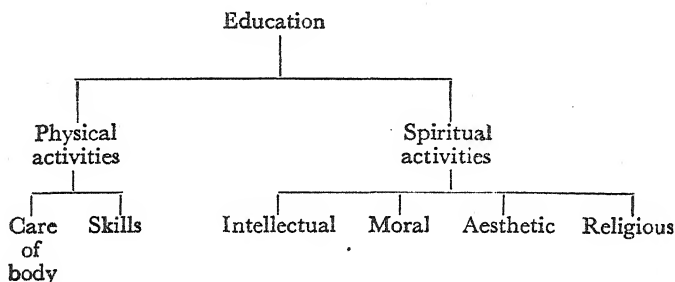 Education
Physical
activities
Spiritual
activities
Care
of
body
Skills
Intellectual
Moral
Aesthetic
Religious